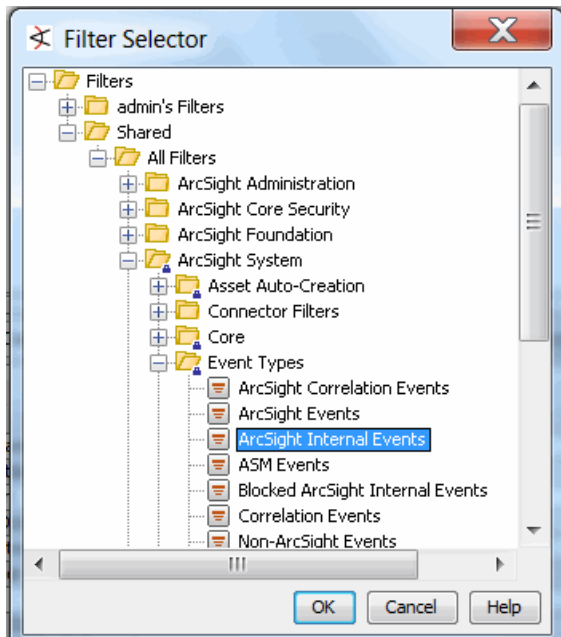 Filter Selector
Filters
admin's Filters
Shared
All Filters
ArcSight Administration
ArcSight Core Security
ArcSight Foundation
ArcSight System
Asset Auto-Creation
Connector Filters
Core
Event Types
ArcSight Correlation Events
ArcSight Events
ArcSight Internal Events
ASM Events
Blocked ArcSight Internal Events
Correlation Events
Non-ArcSight Events
OK Cancel Help